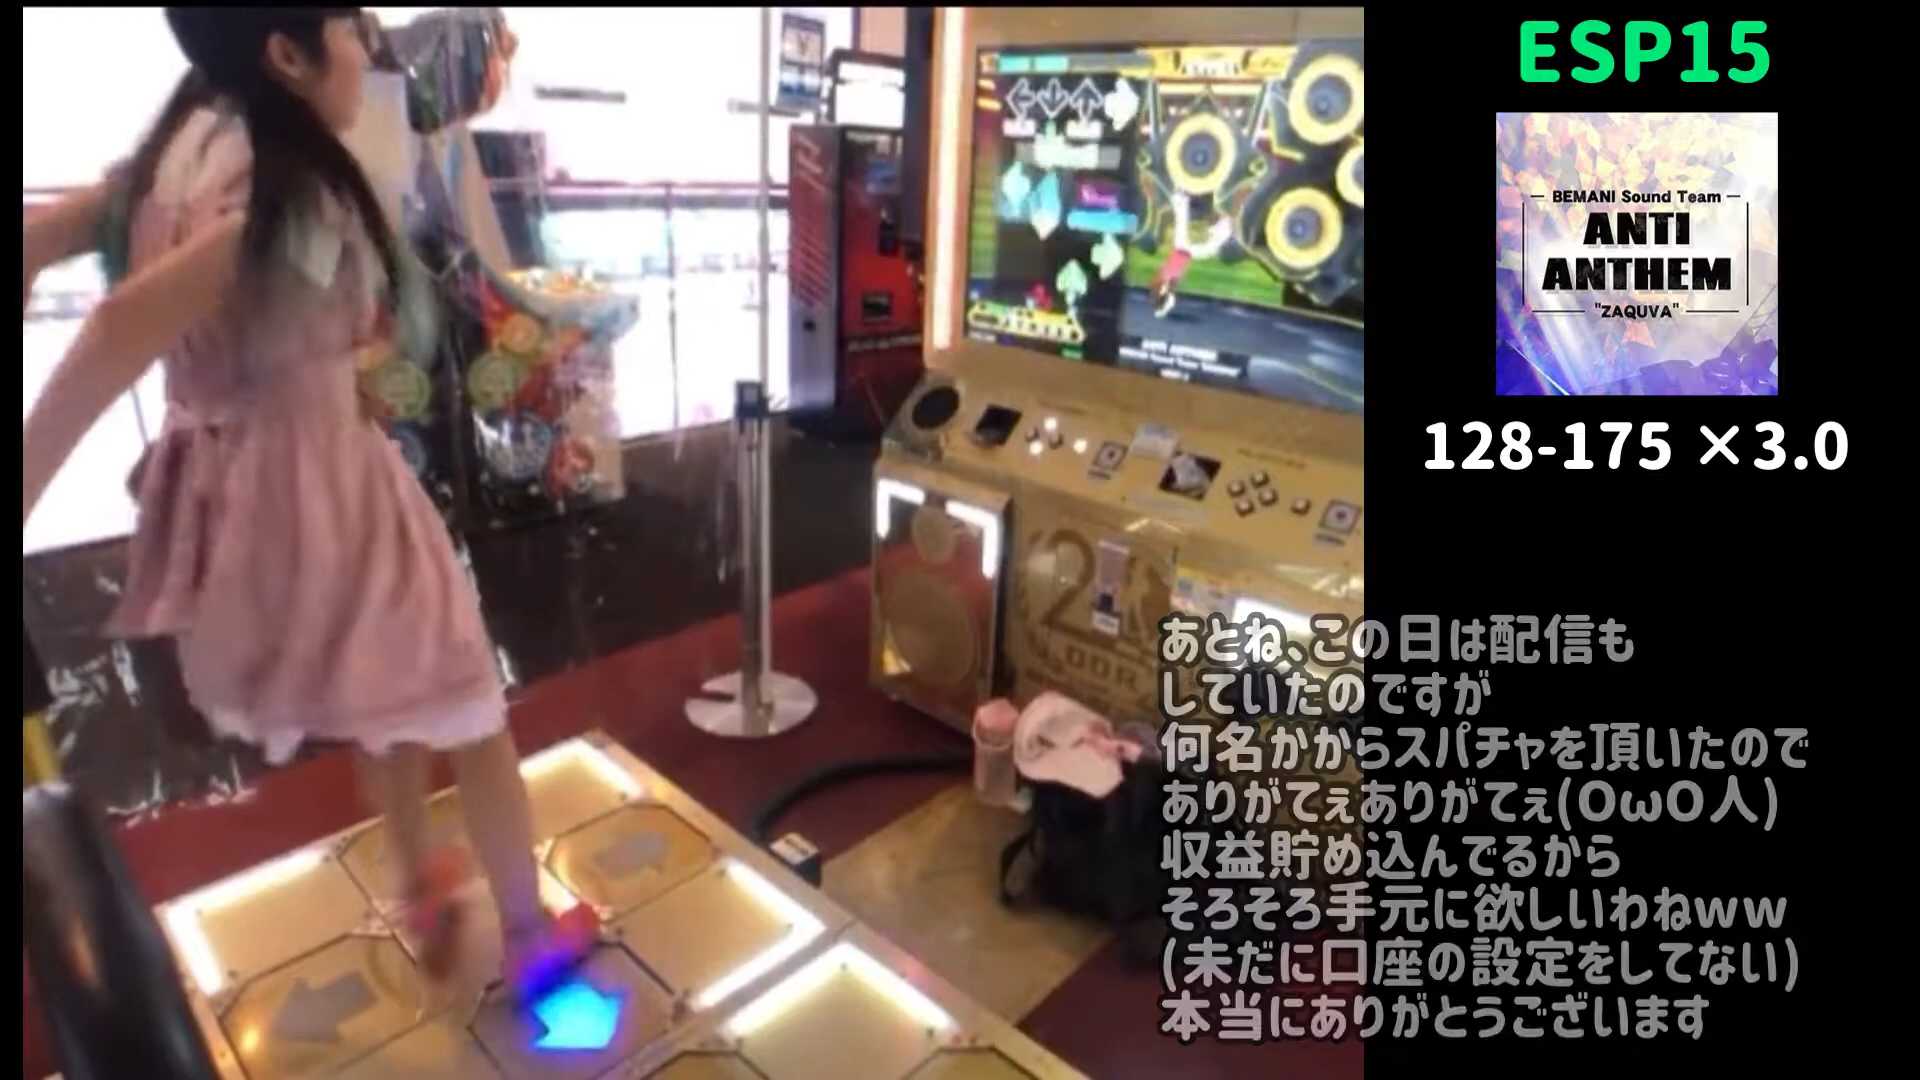 ESP15
BEMANI Sound Team
ANTI
ANTHEM
"ZAQUVA"
128-175 ×3.0
あとね、この日は配信も
していたのですが
何名かからスパチャを頂いたので
ありがてぇありがてぇ(OωO人)
収益貯め込んでるから
そろそろ手元に欲しいわねww
(未だに口座の設定をしてない)
本当にありがとうございます